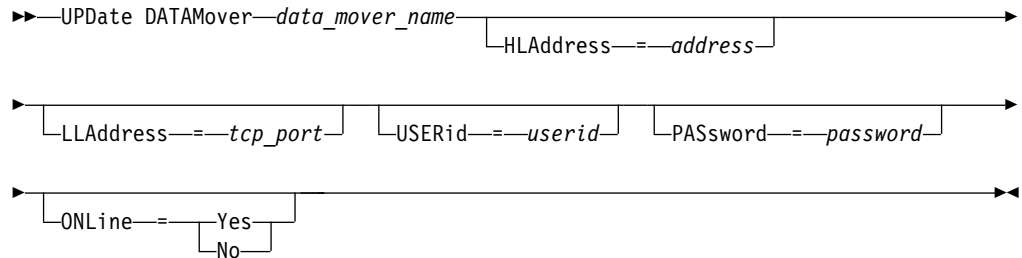 UPDate DATAMover data_mover_name
HLAddress = address
LLAddress = tcp_port USERid = userid PASsword = password
ONLine = Yes
No